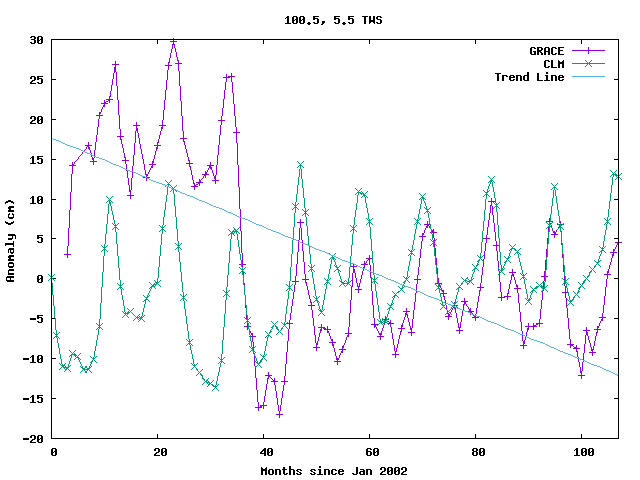 100.5, 5.5 TWS
GRACE
CLM
Trend Line
Anomaly (cm)
30
25
20
15
10
5
0
-5
-10
-15
-20
0 20 40 60 80 100
Months since Jan 2002